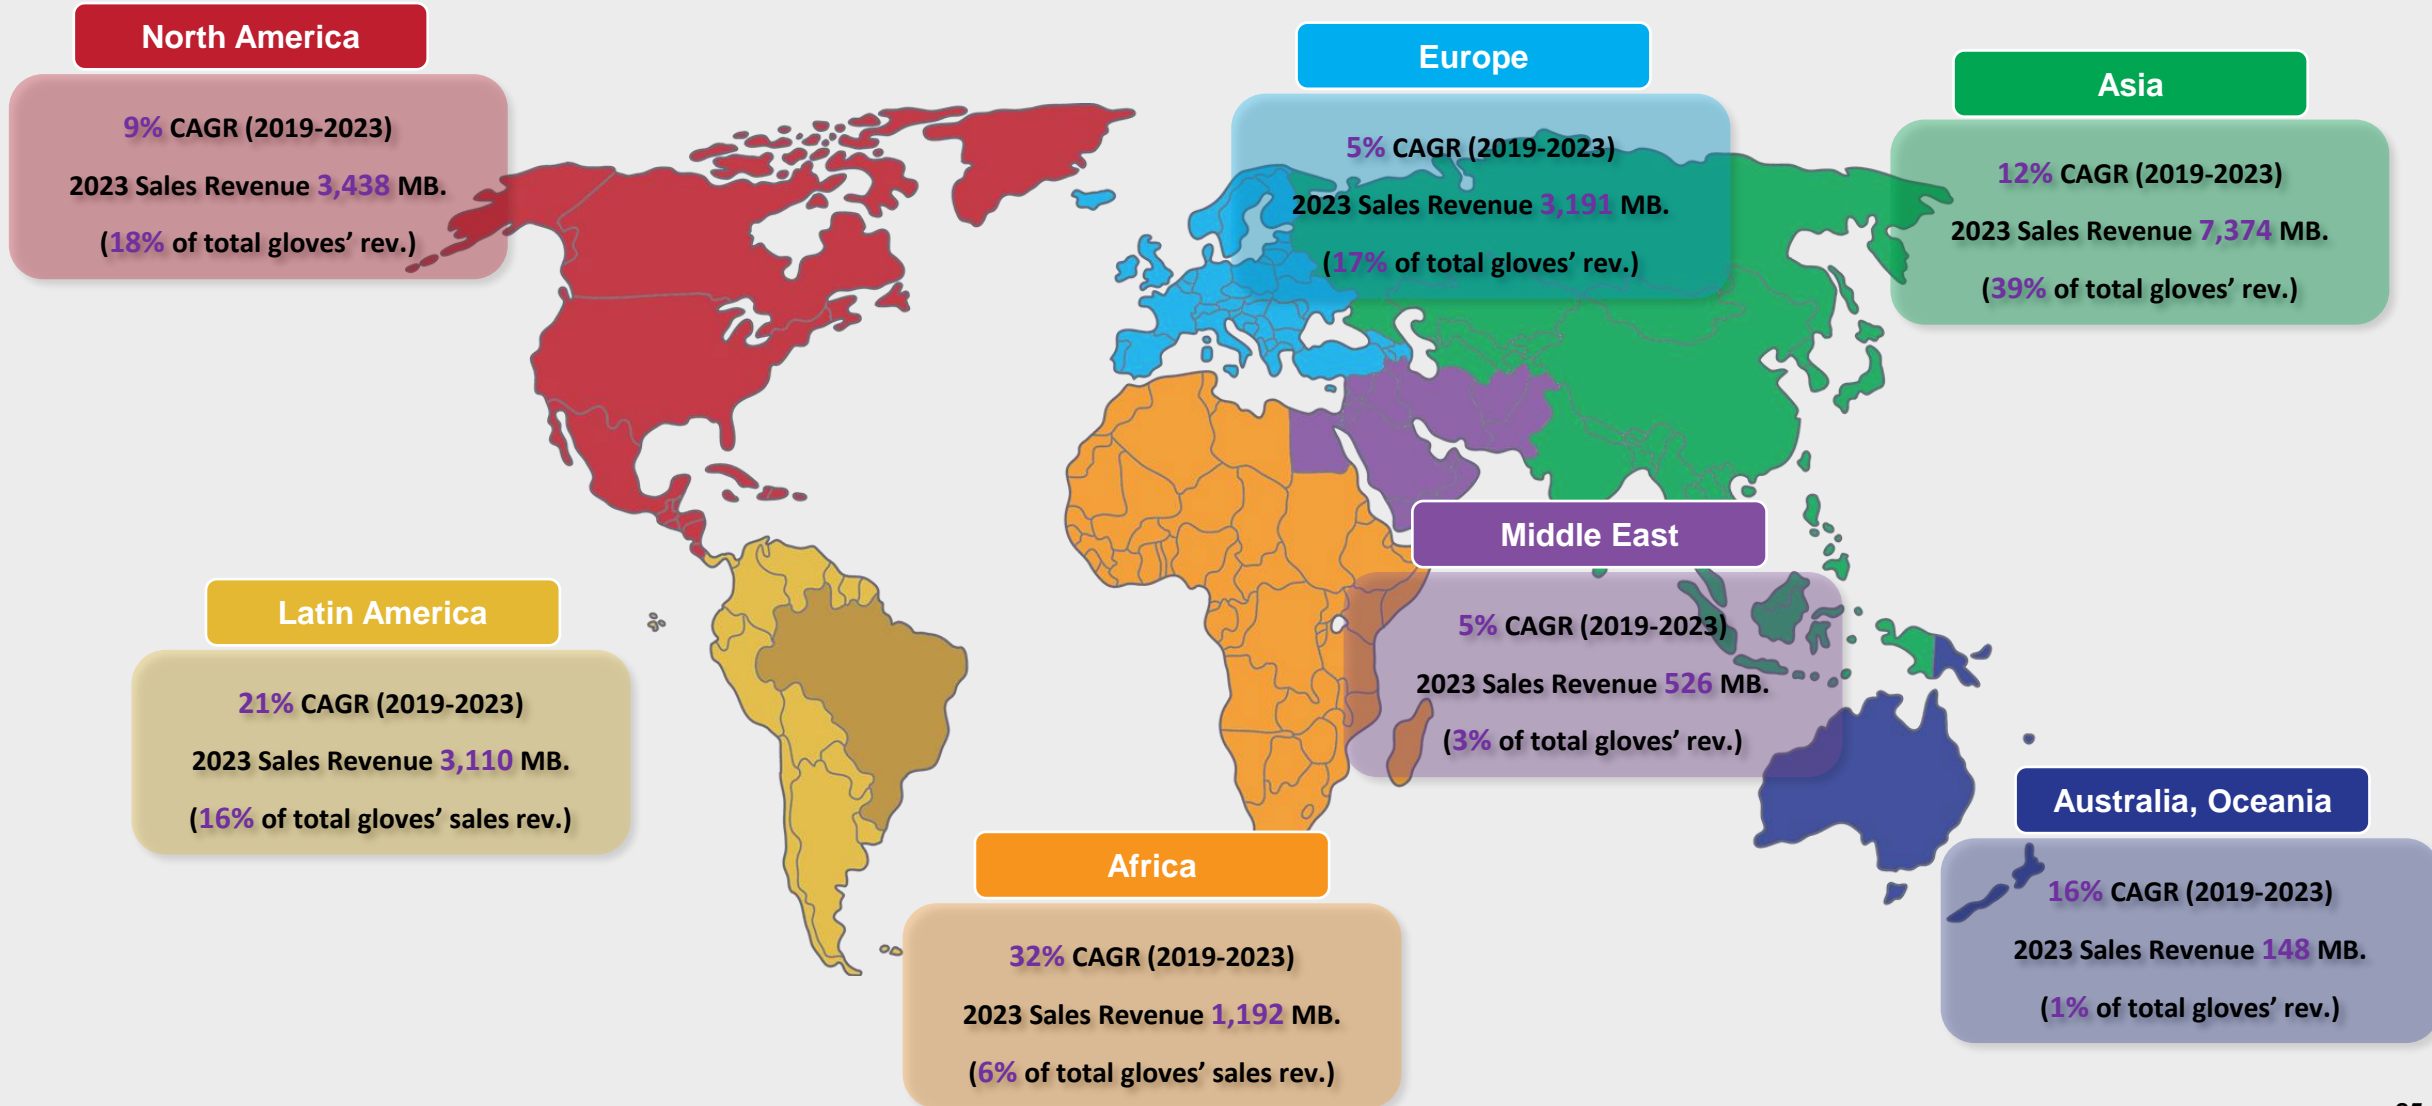 North America
9% CAGR (2019-2023)
2023 Sales Revenue 3,438 MB.
(18% of total gloves’ rev.)
Europe
5% CAGR (2019-2023)
2023 Sales Revenue 3,191 MB.
(17% of total gloves’ rev.)
Asia
12% CAGR (2019-2023)
2023 Sales Revenue 7,374 MB.
(39% of total gloves’ rev.)
Middle East
5% CAGR (2019-2023)
2023 Sales Revenue 526 MB.
(3% of total gloves’ rev.)
Latin America
21% CAGR (2019-2023)
2023 Sales Revenue 3,110 MB.
(16% of total gloves’ sales rev.)
Africa
32% CAGR (2019-2023)
2023 Sales Revenue 1,192 MB.
(6% of total gloves’ sales rev.)
Australia, Oceania
16% CAGR (2019-2023)
2023 Sales Revenue 148 MB.
(1% of total gloves’ rev.)